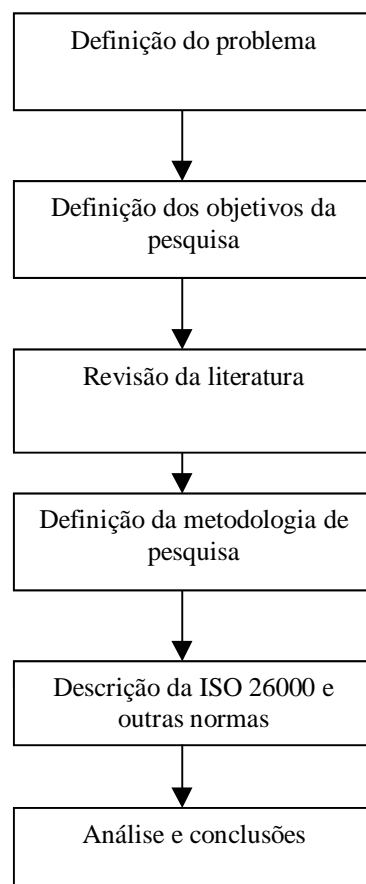 Definição do problema
Definição dos objetivos da
pesquisa
Revisão da literatura
Definição da metodologia de
pesquisa
Descrição da ISO 26000 e
outras normas
Análise e conclusões